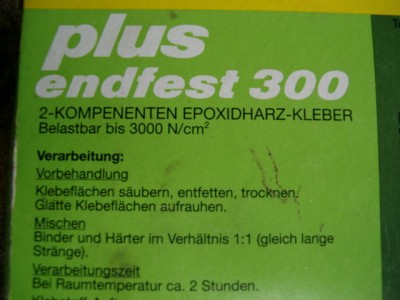 plus
endfest 300
2-KOMPENENTEN EPOXIDHARZ-KLEBER
Belastbar bis 3000 N/cm²
Verarbeitung:
Vorbehandlung
Klebeflächen säubern, entfetten, trocknen.
Glatte Klebeflächen aufrauhen.
Mischen
Binder und Härter im Verhältnis 1:1 (gleich lange
Stränge).
Verarbeitungszeit
Bei Raumtemperatur ca. 2 Stunden.